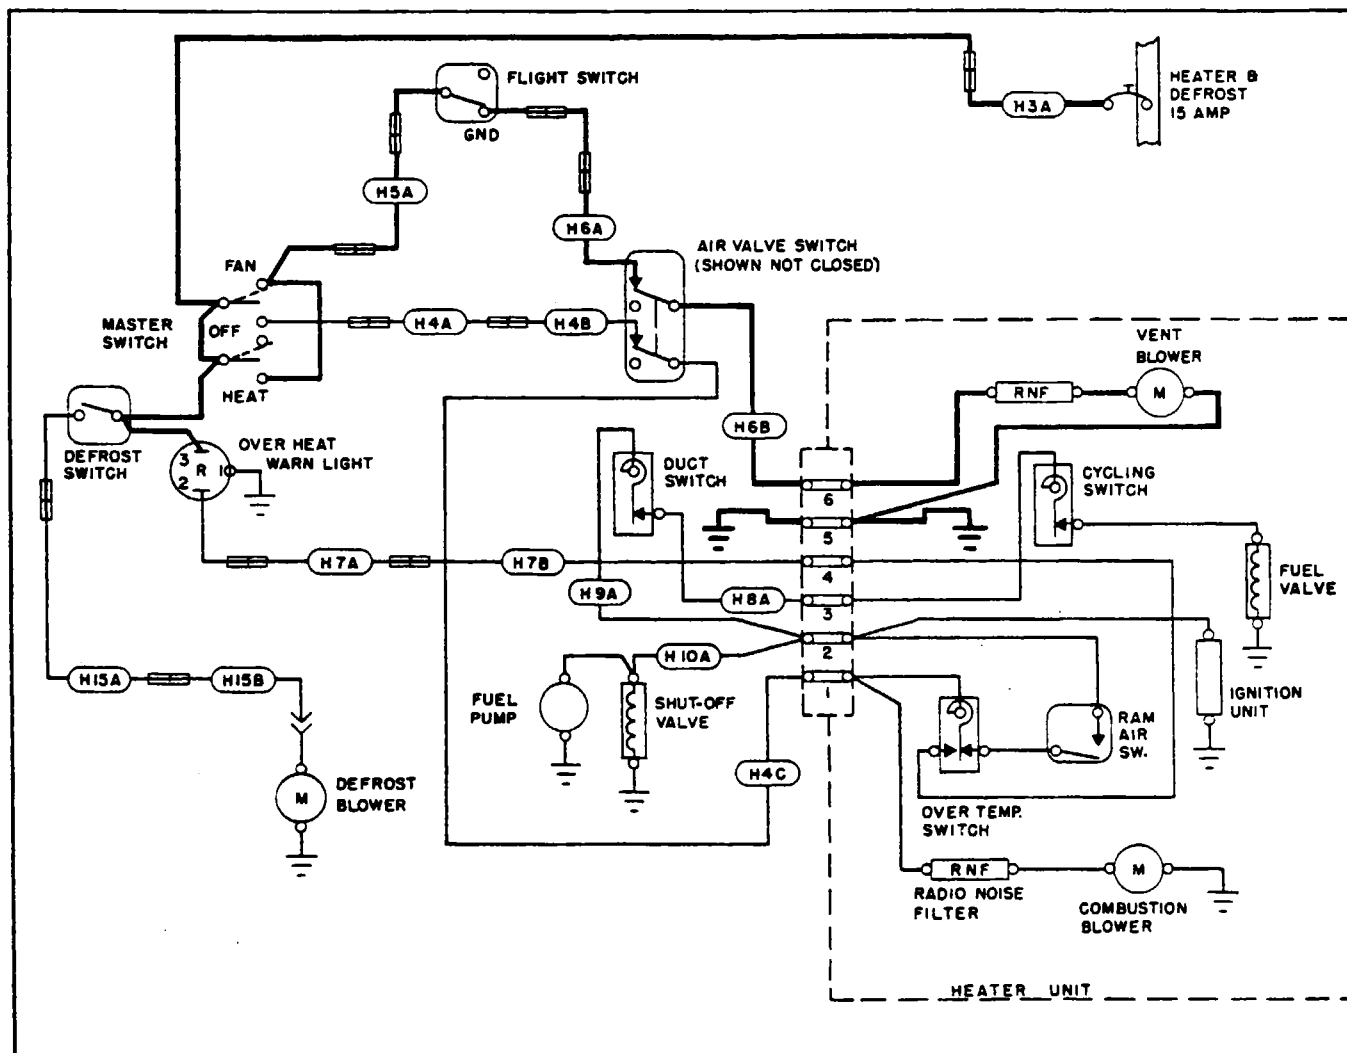 FLIGHT SWITCH
GND
HEATER &
DEFROST
15 AMP
H3A
H5A
H6A
AIR VALVE SWITCH
(SHOWN NOT CLOSED)
FAN
MASTER
SWITCH
OFF
HEAT
H4A
H4B
VENT
BLOWER
RNF
M
DEFROST
SWITCH
3
R 1
2
OVER HEAT
WARN LIGHT
H6B
DUCT
SWITCH
CYCLING
SWITCH
6
5
4
3
2
1
H7A
H7B
H9A
H8A
H10A
FUEL
VALVE
H15A
H15B
FUEL
PUMP
SHUT-OFF
VALVE
IGNITION
UNIT
RAM
AIR
SW.
H4C
M
DEFROST
BLOWER
OVER TEMP.
SWITCH
RNF
RADIO NOISE
FILTER
M
COMBUSTION
BLOWER
HEATER UNIT